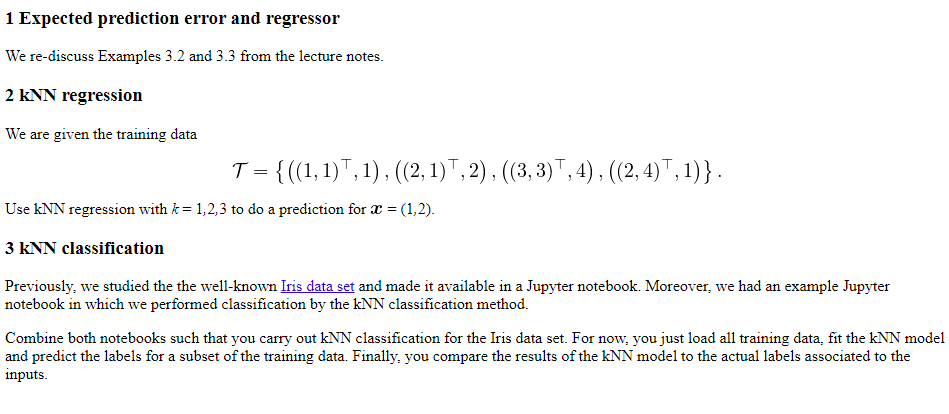 1 Expected prediction error and regressor
We re-discuss Examples 3.2 and 3.3 from the lecture notes.
2 kNN regression
We are given the training data
𝒯 = {((1, 1)⊤, 1) , ((2, 1)⊤, 2) , ((3, 3)⊤, 4) , ((2, 4)⊤, 1)} .
Use kNN regression with k = 1,2,3 to do a prediction for x = (1,2).
3 kNN classification
Previously, we studied the the well-known Iris data set and made it available in a Jupyter notebook. Moreover, we had an example Jupyter
notebook in which we performed classification by the kNN classification method.
Combine both notebooks such that you carry out kNN classification for the Iris data set. For now, you just load all training data, fit the kNN model
and predict the labels for a subset of the training data. Finally, you compare the results of the kNN model to the actual labels associated to the
inputs.